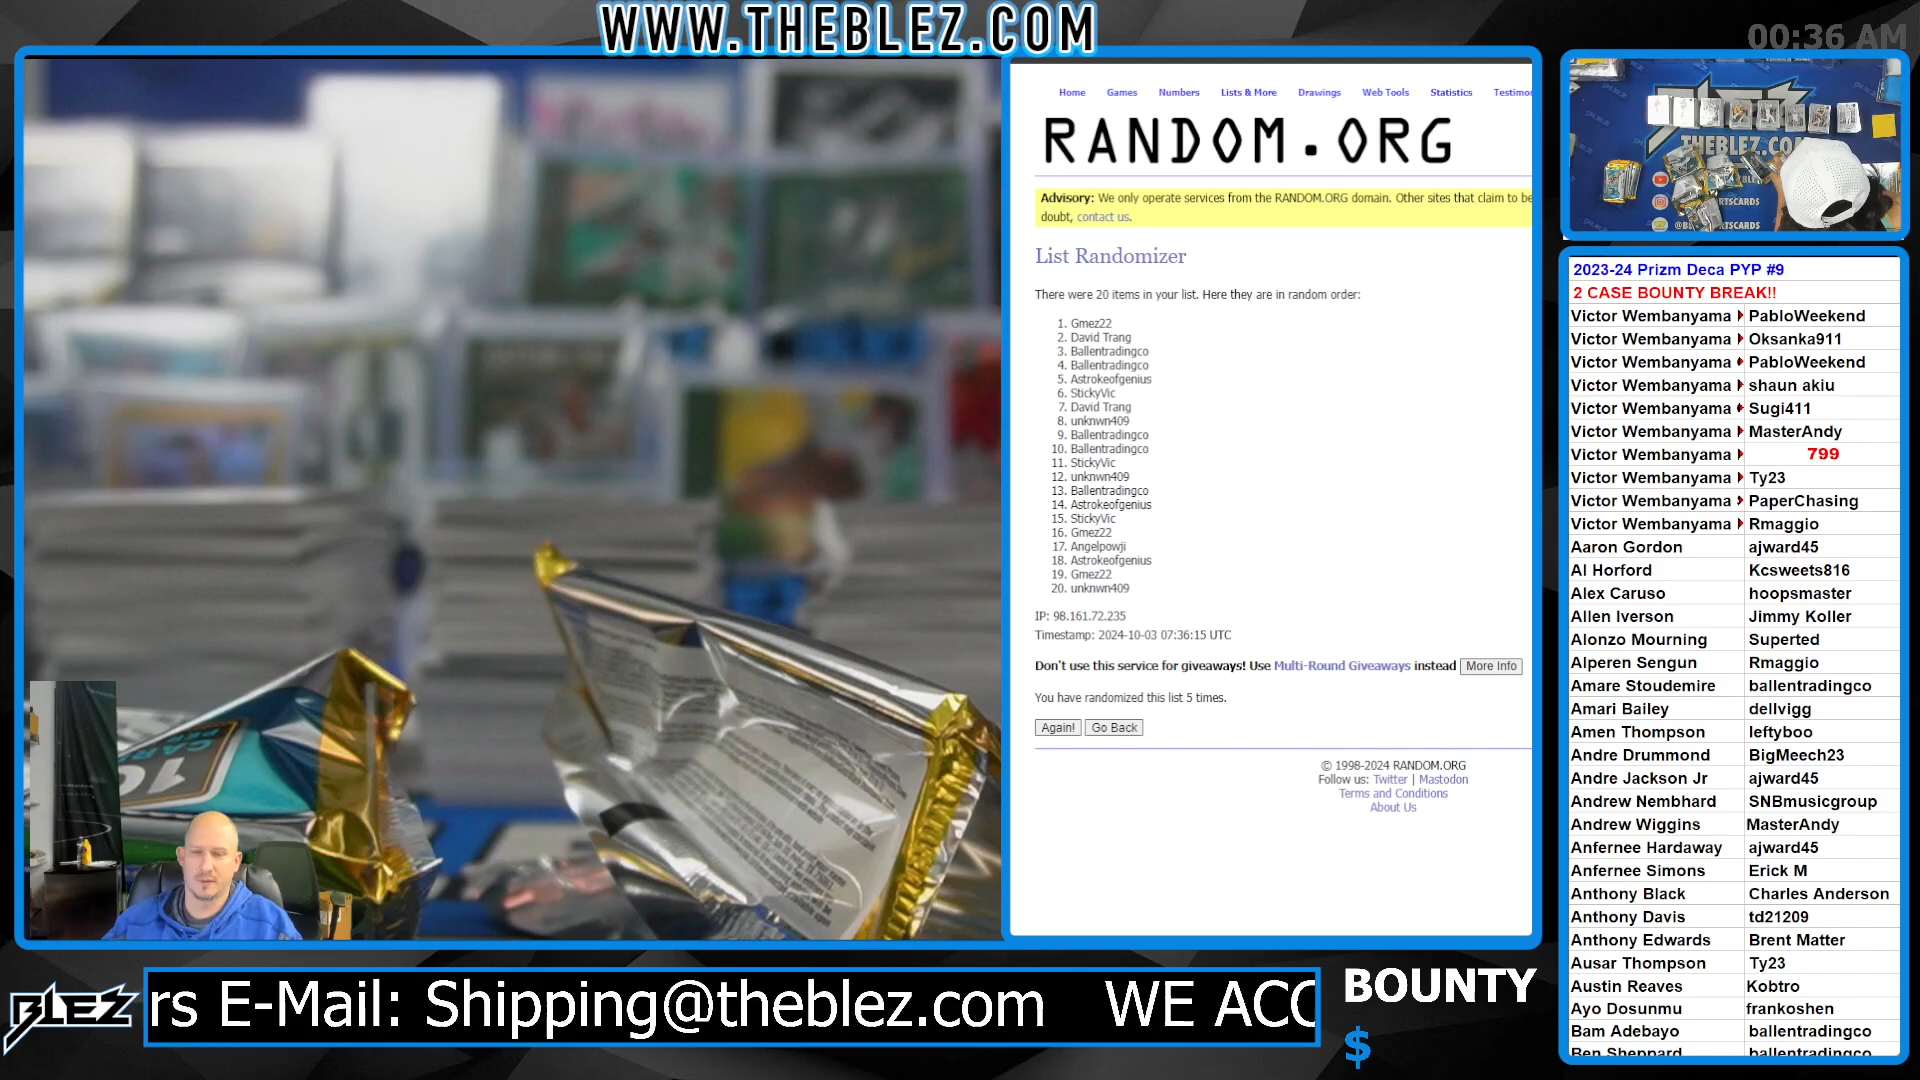 WWW.THEBLEZ.COM
00:36 AM
Home Games Numbers Lists & More Drawings Web Tools Statistics Testimon
RANDOM.ORG
Advisory: We only operate services from the RANDOM.ORG domain. Other sites that claim to be
doubt, contact us.
List Randomizer
There were 20 items in your list. Here they are in random order:
1. Gmez22
2. David Trang
3. Ballentradingco
4. Ballentradingco
5. Astrokeofgenius
6. StickyVic
7. David Trang
8. unknwn409
9. Ballentradingco
10. Ballentradingco
11. StickyVic
12. unknwn409
13. Ballentradingco
14. Astrokeofgenius
15. StickyVic
16. Gmez22
17. Angelpowji
18. Astrokeofgenius
19. Gmez22
20. unknwn409
IP: 98.161.72.235
Timestamp: 2024-10-03 07:36:15 UTC
Don't use this service for giveaways! Use Multi-Round Giveaways instead More Info
You have randomized this list 5 times.
Again! Go Back
© 1998-2024 RANDOM.ORG
Follow us: Twitter | Mastodon
Terms and Conditions
About Us
THEBLEZ.CO
2023-24 Prizm Deca PYP #9
2 CASE BOUNTY BREAK!!
Victor Wembanyama PabloWeekend
Victor Wembanyama Oksanka911
Victor Wembanyama PabloWeekend
Victor Wembanyama shaun akiu
Victor Wembanyama Sugi411
Victor Wembanyama MasterAndy
Victor Wembanyama 799
Victor Wembanyama Ty23
Victor Wembanyama PaperChasing
Victor Wembanyama Rmaggio
Aaron Gordon ajward45
Al Horford Kcsweets816
Alex Caruso hoopsmaster
Allen Iverson Jimmy Koller
Alonzo Mourning Superted
Alperen Sengun Rmaggio
Amare Stoudemire ballentradingco
Amari Bailey dellvigg
Amen Thompson leftyboo
Andre Drummond BigMeech23
Andre Jackson Jr ajward45
Andrew Nembhard SNBmusicgroup
Andrew Wiggins MasterAndy
Anfernee Hardaway ajward45
Anfernee Simons Erick M
Anthony Black Charles Anderson
Anthony Davis td21209
Anthony Edwards Brent Matter
Ausar Thompson Ty23
Austin Reaves Kobtro
Ayo Dosunmu frankoshen
Bam Adebayo ballentradingco
Ben Sheppard ballentradingco
BLEZ
rs E-Mail: Shipping@theblez.com WE ACC
BOUNTY
$